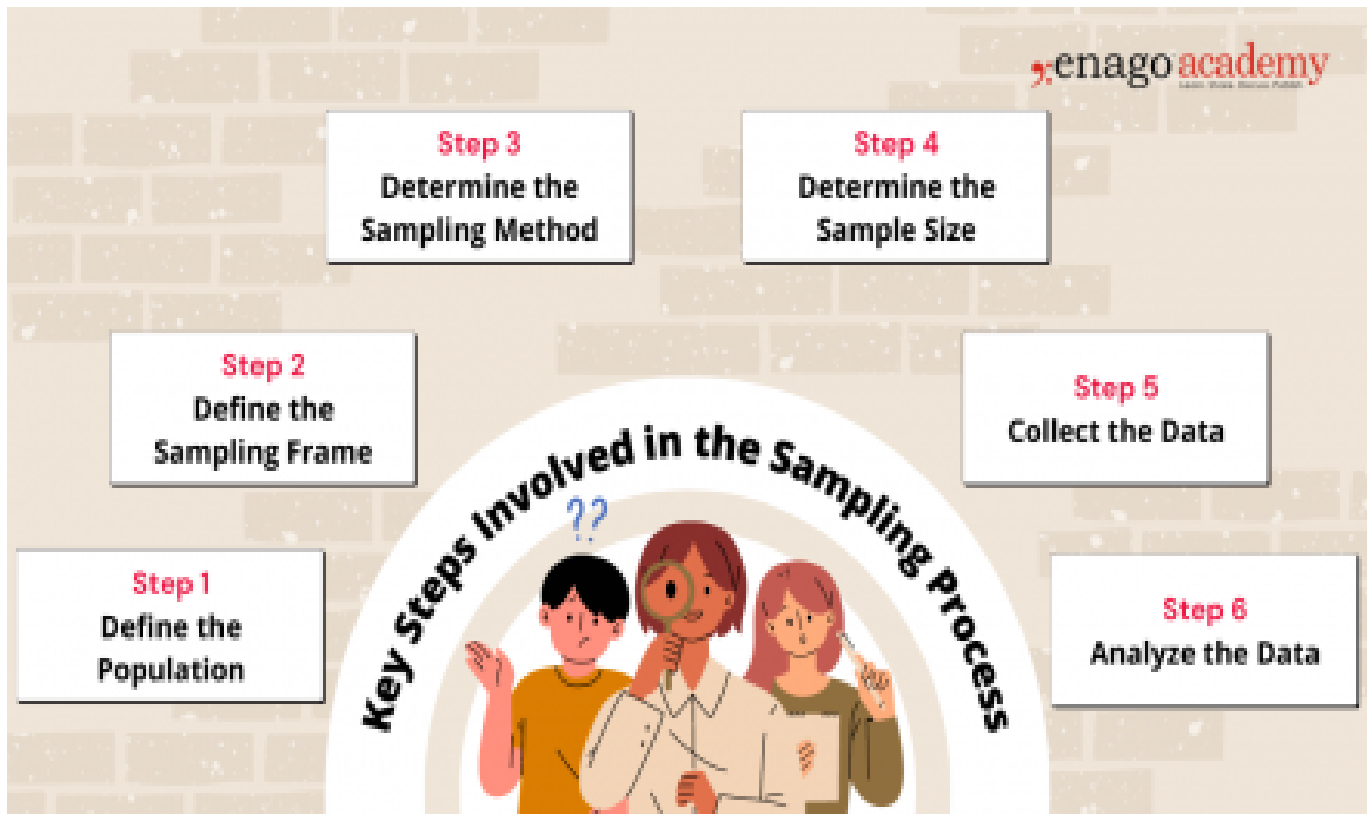 enago academy
Step 3
Determine the
Sampling Method
Step 4
Determine the
Sample Size
Step 2
Define the
Sampling Frame
Step 5
Collect the Data
Key Steps Involved in the Sampling Process
??
Step 1
Define the
Population
Step 6
Analyze the Data